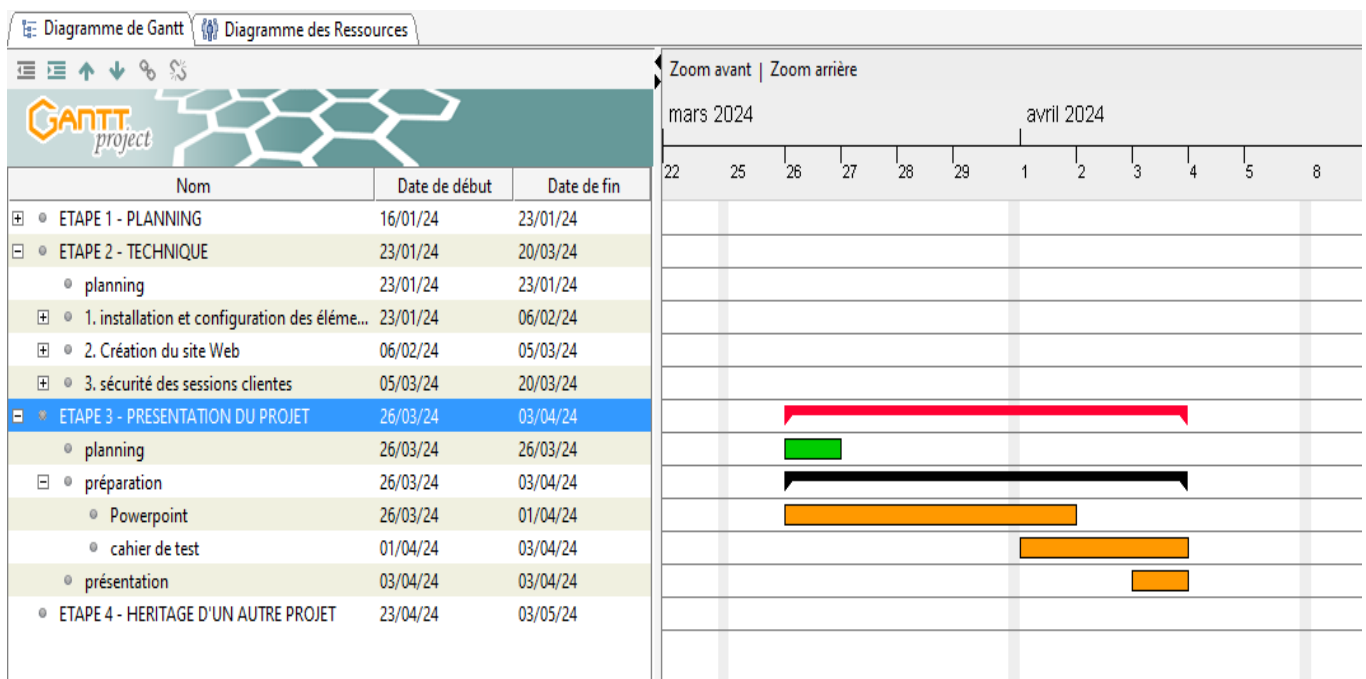 Diagramme de Gantt Diagramme des Ressources
Zoom avant | Zoom arrière
GANTT project
mars 2024 avril 2024
22 25 26 27 28 29 1 2 3 4 5 8
Nom Date de début Date de fin
ETAPE 1 - PLANNING 16/01/24 23/01/24
ETAPE 2 - TECHNIQUE 23/01/24 20/03/24
planning 23/01/24 23/01/24
1. installation et configuration des éléme... 23/01/24 06/02/24
2. Création du site Web 06/02/24 05/03/24
3. sécurité des sessions clientes 05/03/24 20/03/24
ETAPE 3 - PRESENTATION DU PROJET 26/03/24 03/04/24
planning 26/03/24 26/03/24
préparation 26/03/24 03/04/24
Powerpoint 26/03/24 01/04/24
cahier de test 01/04/24 03/04/24
présentation 03/04/24 03/04/24
ETAPE 4 - HERITAGE D'UN AUTRE PROJET 23/04/24 03/05/24